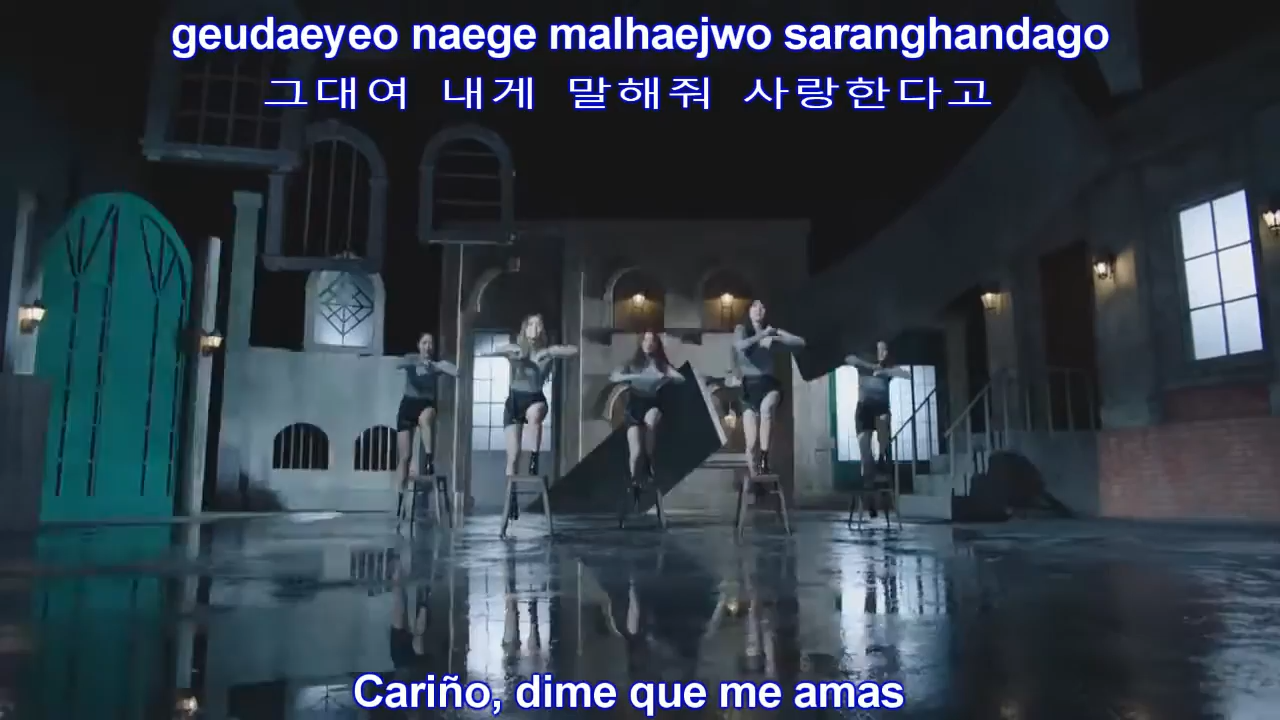 geudaeyeo naege malhaejwo saranghandago
그대여 내게 말해줘 사랑한다고
Cariño, dime que me amas